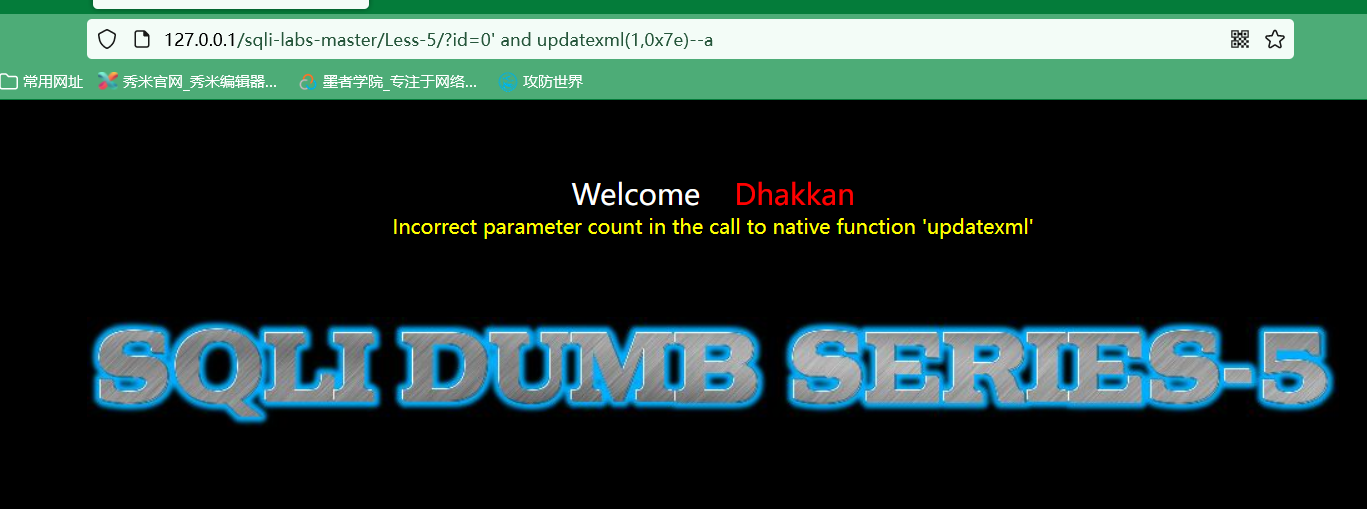 127.0.0.1/sqli-labs-master/Less-5/?id=0' and updatexml(1,0x7e)--a
常用网址 秀米官网_秀米编辑器... 墨者学院_专注于网络... 攻防世界
Welcome Dhakkan
Incorrect parameter count in the call to native function 'updatexml'
SQLI DUMB SERIES-5